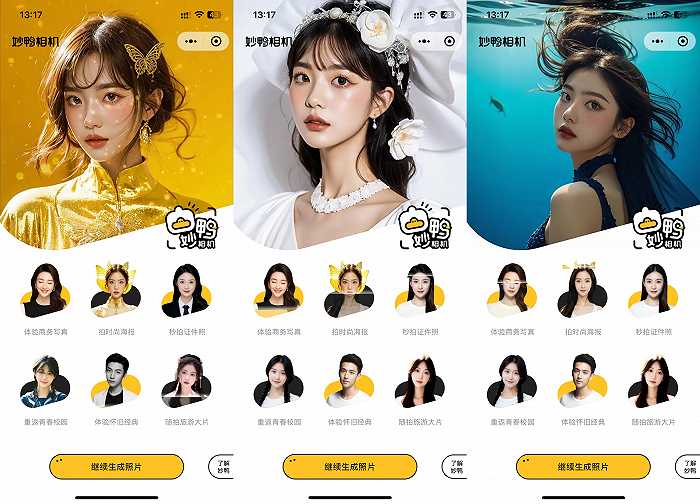 13:17
43
妙鸭相机
妙鸭
相机
体验商务写真
拍时尚海报
秒拍证件照
重返青春校园
体验怀旧经典
随拍旅游大片
继续生成照片
了解
妙鸭
13:17
43
妙鸭相机
妙鸭
相机
体验商务写真
拍时尚海报
秒拍证件照
重返青春校园
体验怀旧经典
随拍旅游大片
继续生成照片
了解
妙鸭
13:17
43
妙鸭相机
妙鸭
相机
体验商务写真
拍时尚海报
秒拍证件照
重返青春校园
体验怀旧经典
随拍旅游大片
继续生成照片
了解
妙鸭